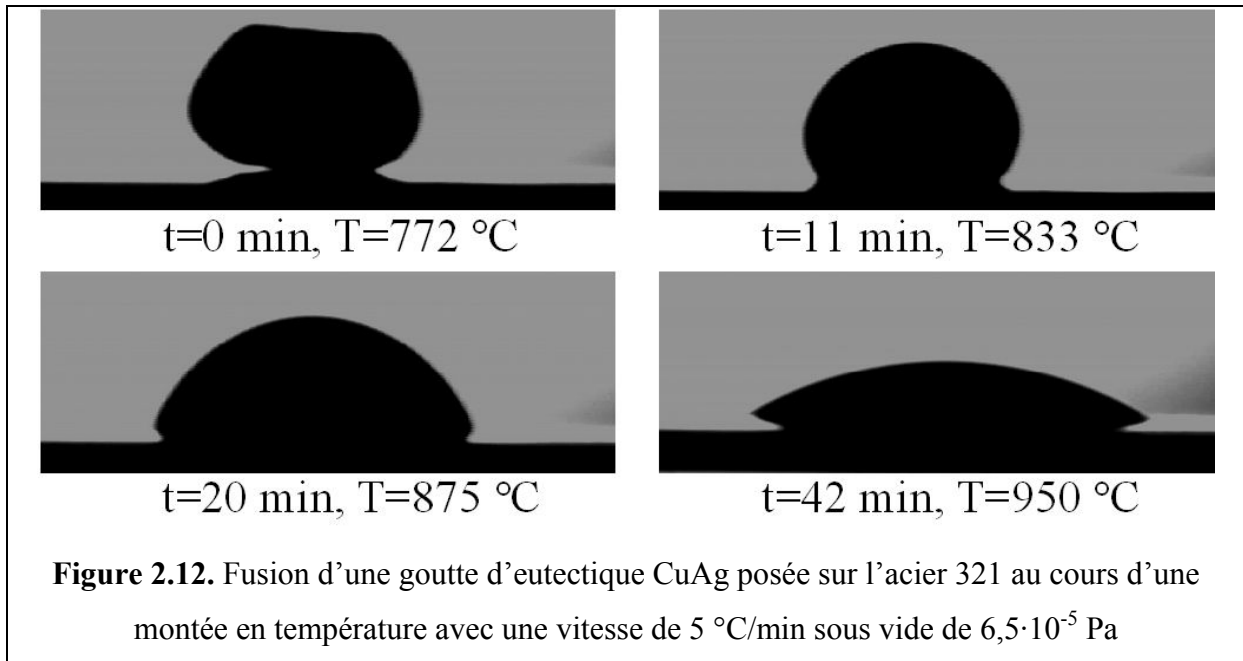 t=0 min, T=772 °C
t=11 min, T=833 °C
t=20 min, T=875 °C
t=42 min, T=950 °C
Figure 2.12. Fusion d’une goutte d’eutectique CuAg posée sur l’acier 321 au cours d’une
montée en température avec une vitesse de 5 °C/min sous vide de 6,5·10⁻⁵ Pa